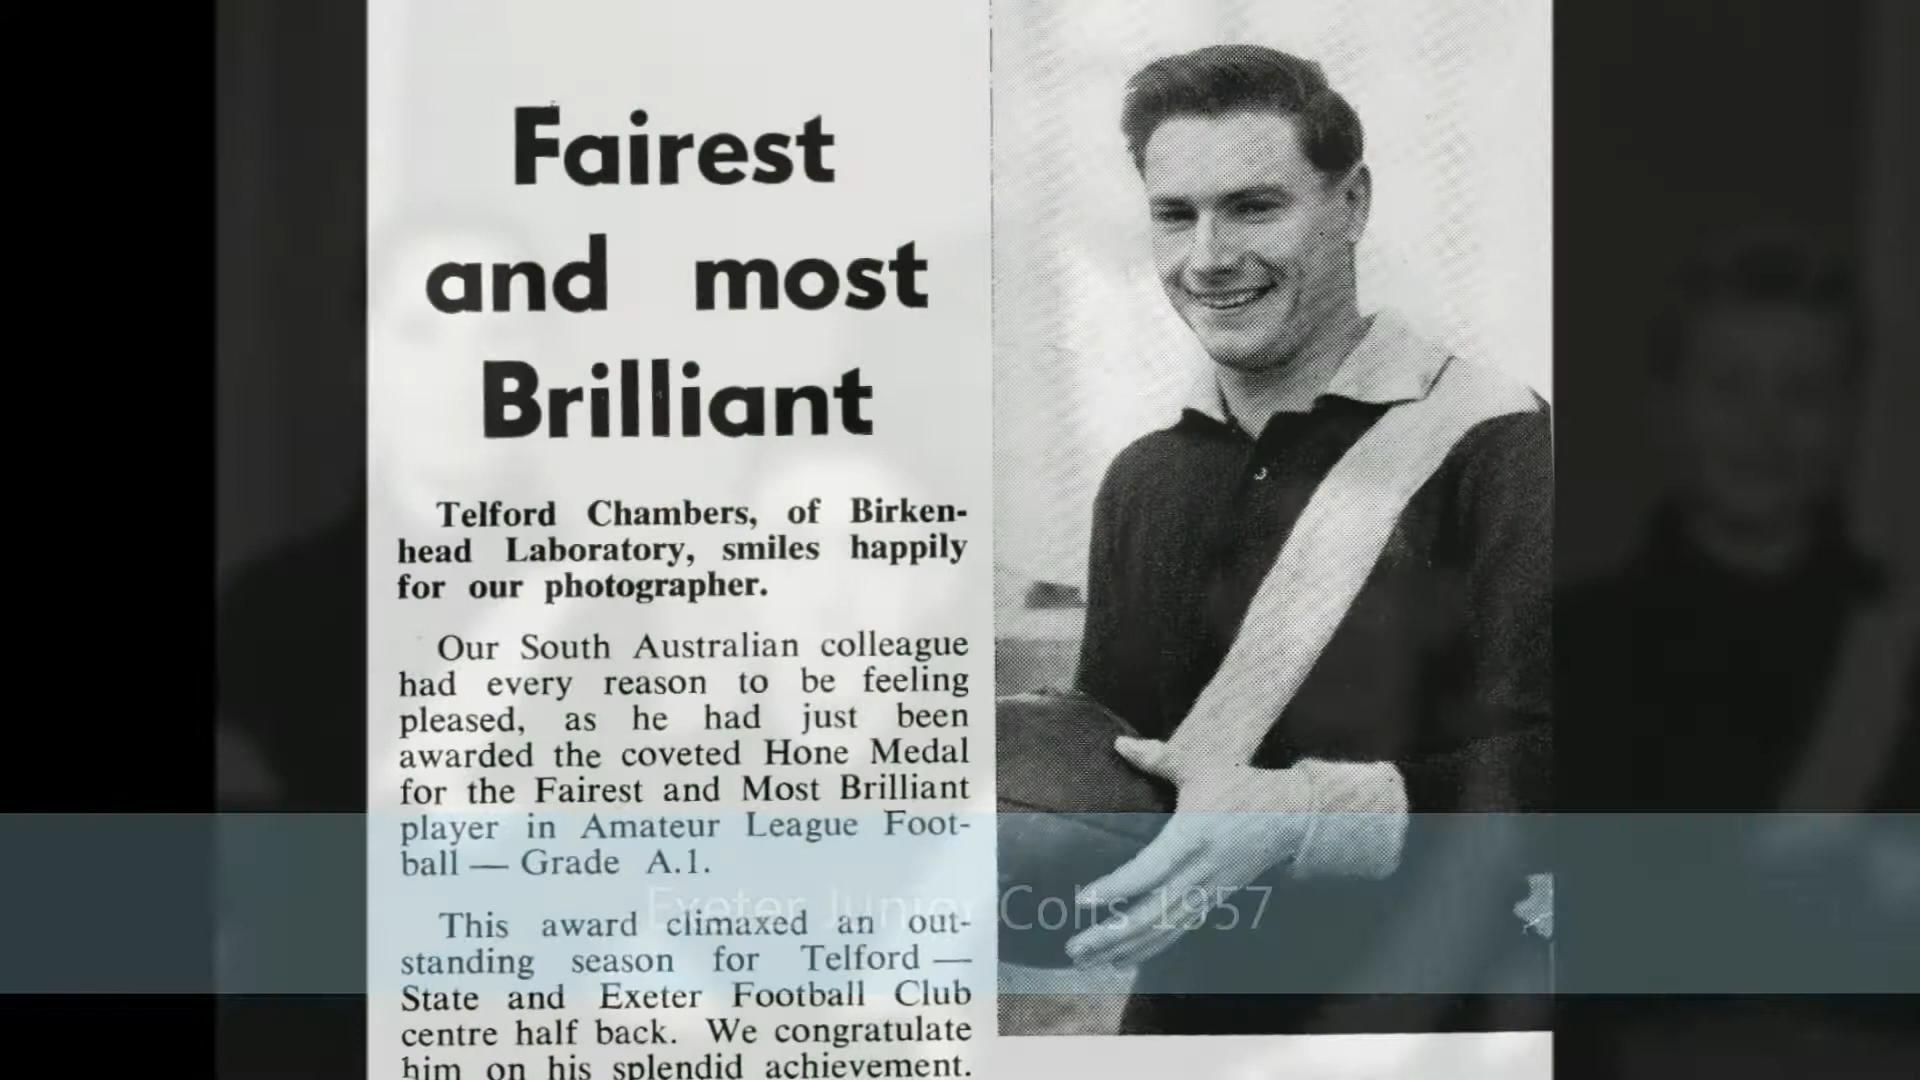 Fairest
and most
Brilliant
Telford Chambers, of Birken-
head Laboratory, smiles happily
for our photographer.
Our South Australian colleague
had every reason to be feeling
pleased, as he had just been
awarded the coveted Hone Medal
for the Fairest and Most Brilliant
player in Amateur League Foot-
ball — Grade A.1.
Exeter Junior Colts 1957
This award climaxed an out-
standing season for Telford —
State and Exeter Football Club
centre half back. We congratulate
him on his splendid achievement.